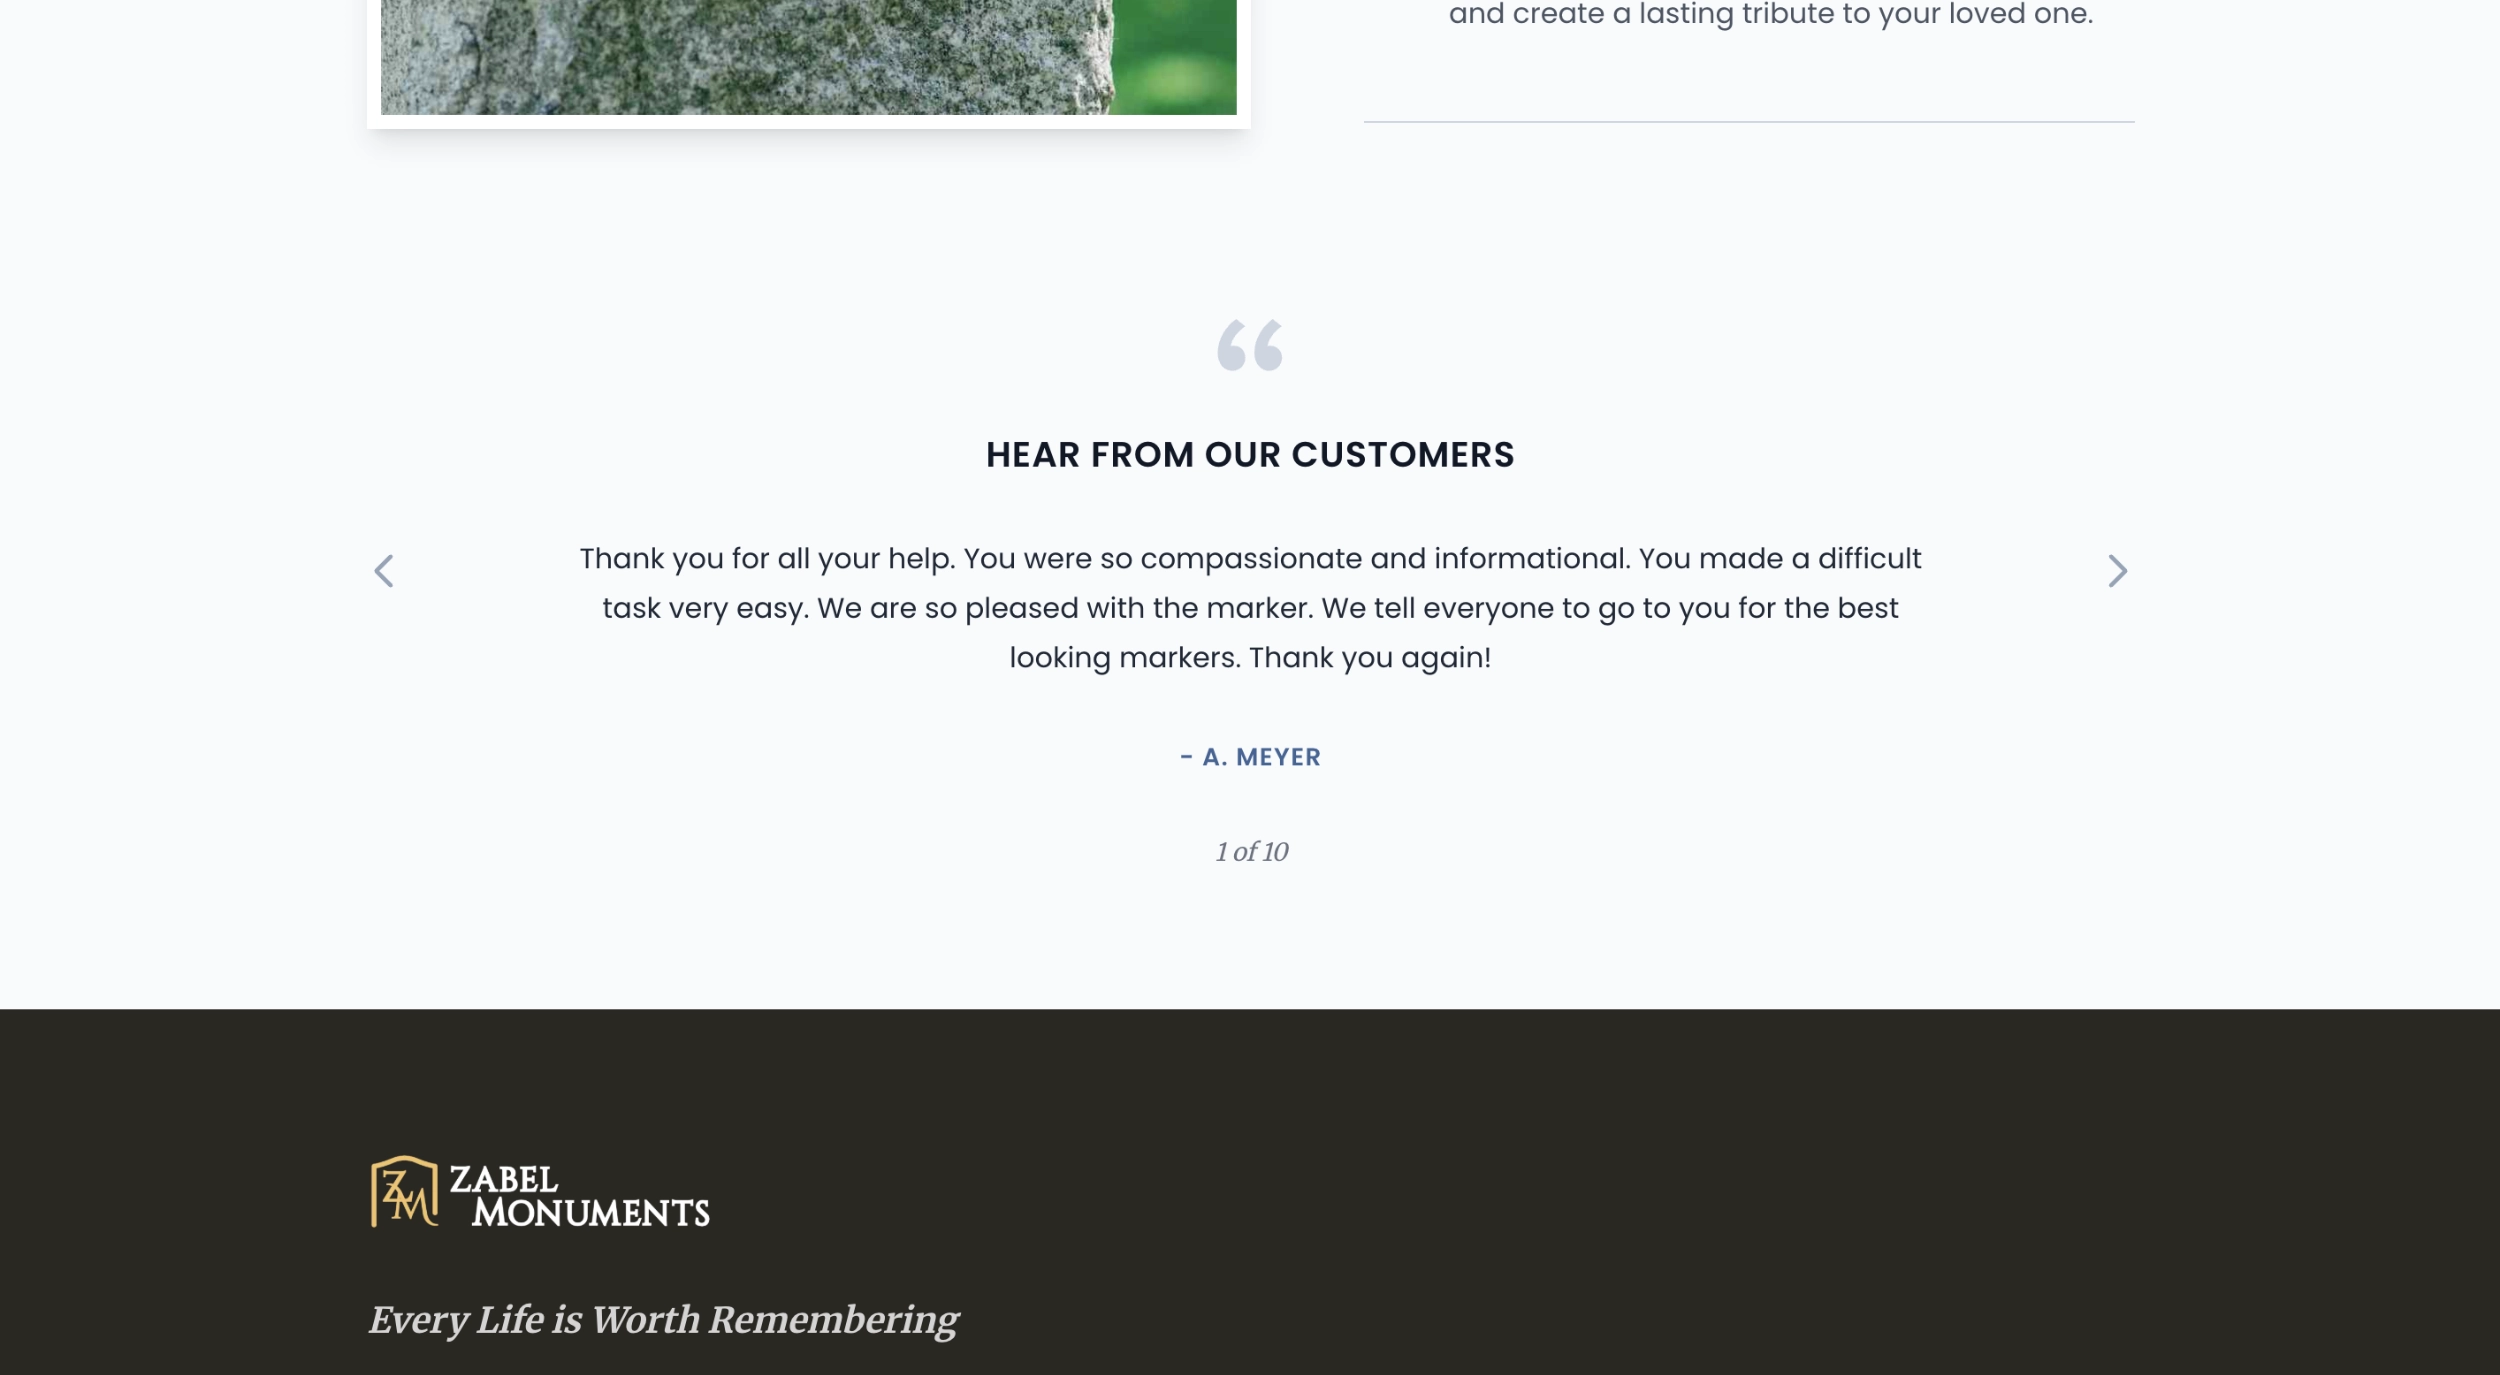 and create a lasting tribute to your loved one.
“
HEAR FROM OUR CUSTOMERS
Thank you for all your help. You were so compassionate and informational. You made a difficult
task very easy. We are so pleased with the marker. We tell everyone to go to you for the best
looking markers. Thank you again!
- A. MEYER
1 of 10
ZM
ZABEL
MONUMENTS
Every Life is Worth Remembering